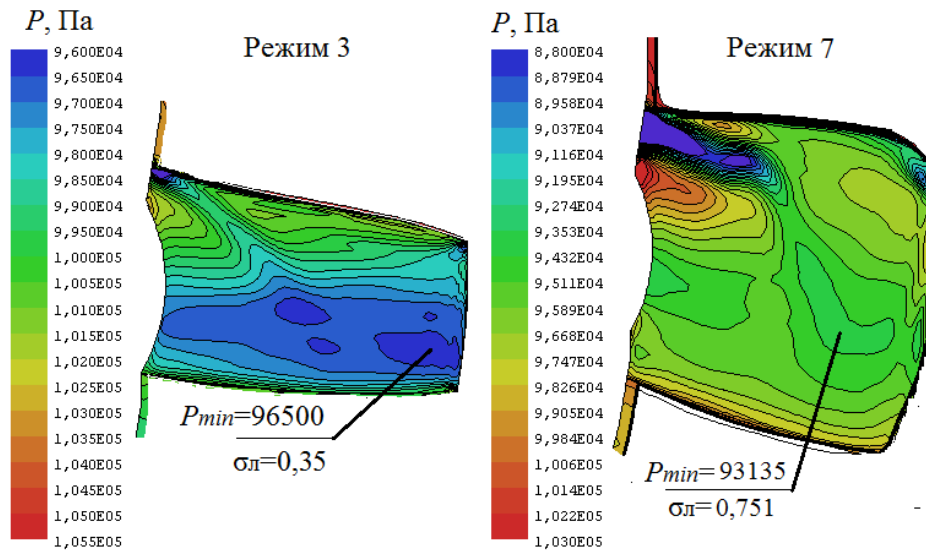 P, Па
Режим 3
9,600E04
9,650E04
9,700E04
9,750E04
9,800E04
9,850E04
9,900E04
9,950E04
1,000E05
1,005E05
1,010E05
1,015E05
1,020E05
1,025E05
1,030E05
1,035E05
1,040E05
1,045E05
1,050E05
1,055E05
Pmin=96500
σл=0,35
P, Па
Режим 7
8,800E04
8,879E04
8,958E04
9,037E04
9,116E04
9,195E04
9,274E04
9,353E04
9,432E04
9,511E04
9,589E04
9,668E04
9,747E04
9,826E04
9,905E04
9,984E04
1,006E05
1,014E05
1,022E05
1,030E05
Pmin=93135
σл=0,751